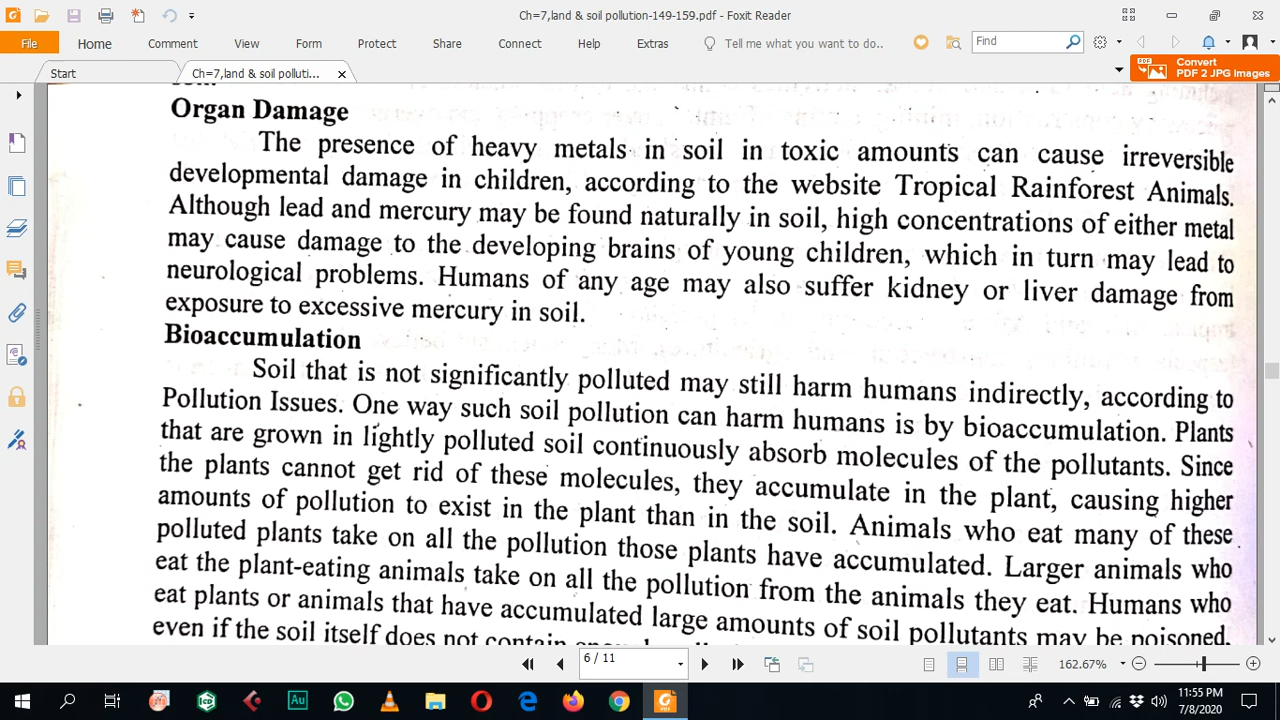 Ch=7,land & soil pollution-149-159.pdf - Foxit Reader
File Home Comment View Form Protect Share Connect Help Extras Tell me what you want to do.. Find
Start Ch=7,land & soil polluti...
Convert
PDF 2 JPG Images
Organ Damage
The presence of heavy metals in soil in toxic amounts can cause irreversible
developmental damage in children, according to the website Tropical Rainforest Animals.
Although lead and mercury may be found naturally in soil, high concentrations of either metal
may cause damage to the developing brains of young children, which in turn may lead to
neurological problems. Humans of any age may also suffer kidney or liver damage from
exposure to excessive mercury in soil.
Bioaccumulation
Soil that is not significantly polluted may still harm humans indirectly, according to
Pollution Issues. One way such soil pollution can harm humans is by bioaccumulation. Plants
that are grown in lightly polluted soil continuously absorb molecules of the pollutants. Since
the plants cannot get rid of these molecules, they accumulate in the plant, causing higher
amounts of pollution to exist in the plant than in the soil. Animals who eat many of these
polluted plants take on all the pollution those plants have accumulated. Larger animals who
eat the plant-eating animals take on all the pollution from the animals they eat. Humans who
eat plants or animals that have accumulated large amounts of soil pollutants may be poisoned,
even if the soil itself does not contain
6 / 11
162.67%
Au
11:55 PM
7/8/2020